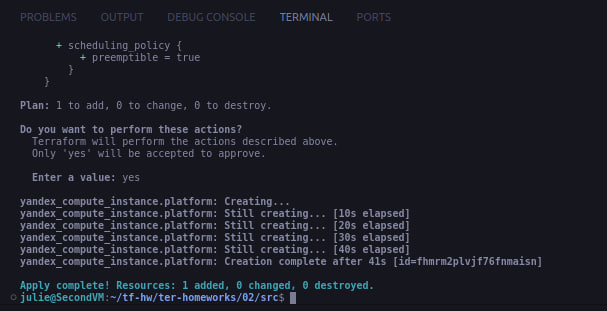 PROBLEMS OUTPUT DEBUG CONSOLE TERMINAL PORTS
+ scheduling_policy {
+ preemptible = true
}
}
Plan: 1 to add, 0 to change, 0 to destroy.
Do you want to perform these actions?
Terraform will perform the actions described above.
Only 'yes' will be accepted to approve.
Enter a value: yes
yandex_compute_instance.platform: Creating...
yandex_compute_instance.platform: Still creating... [10s elapsed]
yandex_compute_instance.platform: Still creating... [20s elapsed]
yandex_compute_instance.platform: Still creating... [30s elapsed]
yandex_compute_instance.platform: Still creating... [40s elapsed]
yandex_compute_instance.platform: Creation complete after 41s [id=fhmrm2plvjf76fnmaisn]
Apply complete! Resources: 1 added, 0 changed, 0 destroyed.
julie@SecondVM:~/tf-hw/ter-homeworks/02/src$